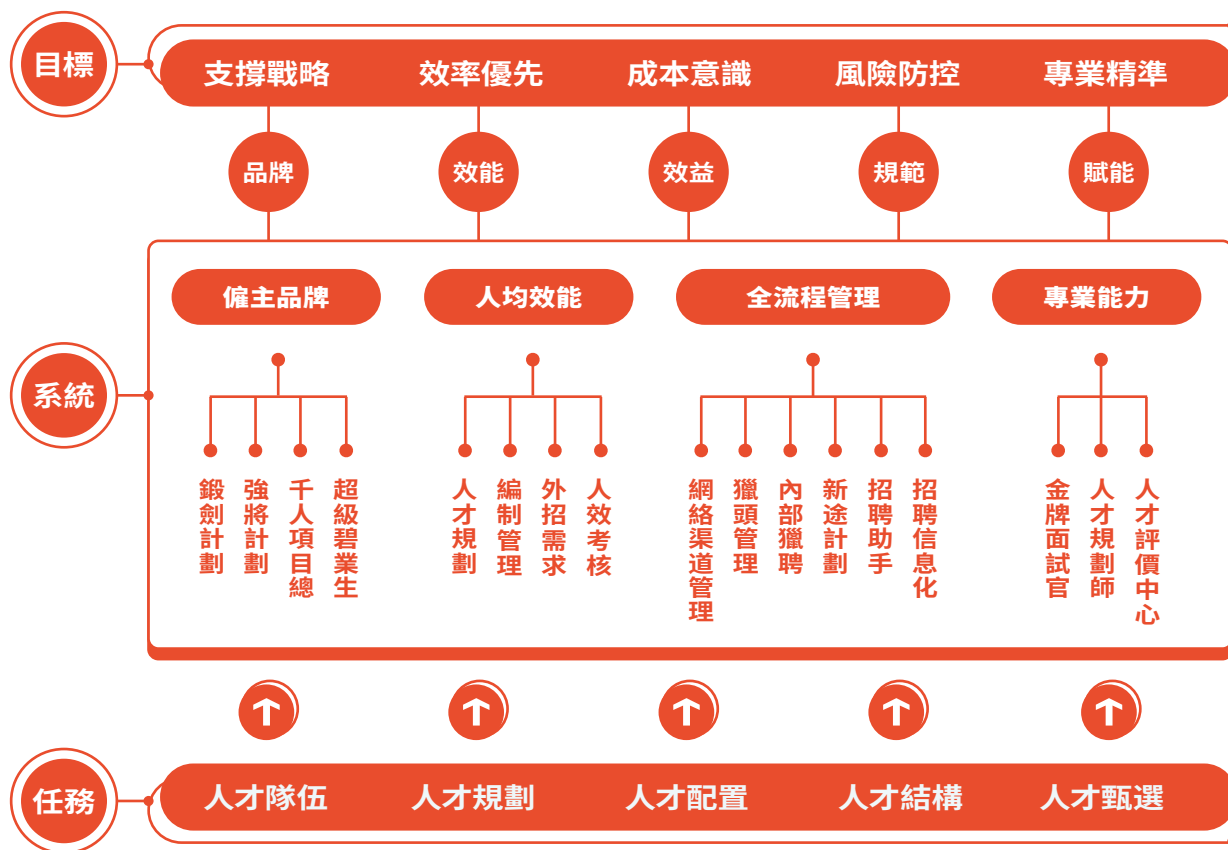 目標
支撐戰略 效率優先 成本意識 風險防控 專業精準
品牌 效能 效益 規範 賦能
系統
僱主品牌 人均效能 全流程管理 專業能力
鍛劍計劃
強將計劃
千人項目總
超級碧業生
人才規劃
編制管理
外招需求
人效考核
網絡渠道管理
獵頭管理
內部獵聘
新途計劃
招聘助手
招聘信息化
金牌面試官
人才規劃師
人才評價中心
任務
人才隊伍 人才規劃 人才配置 人才結構 人才甄選